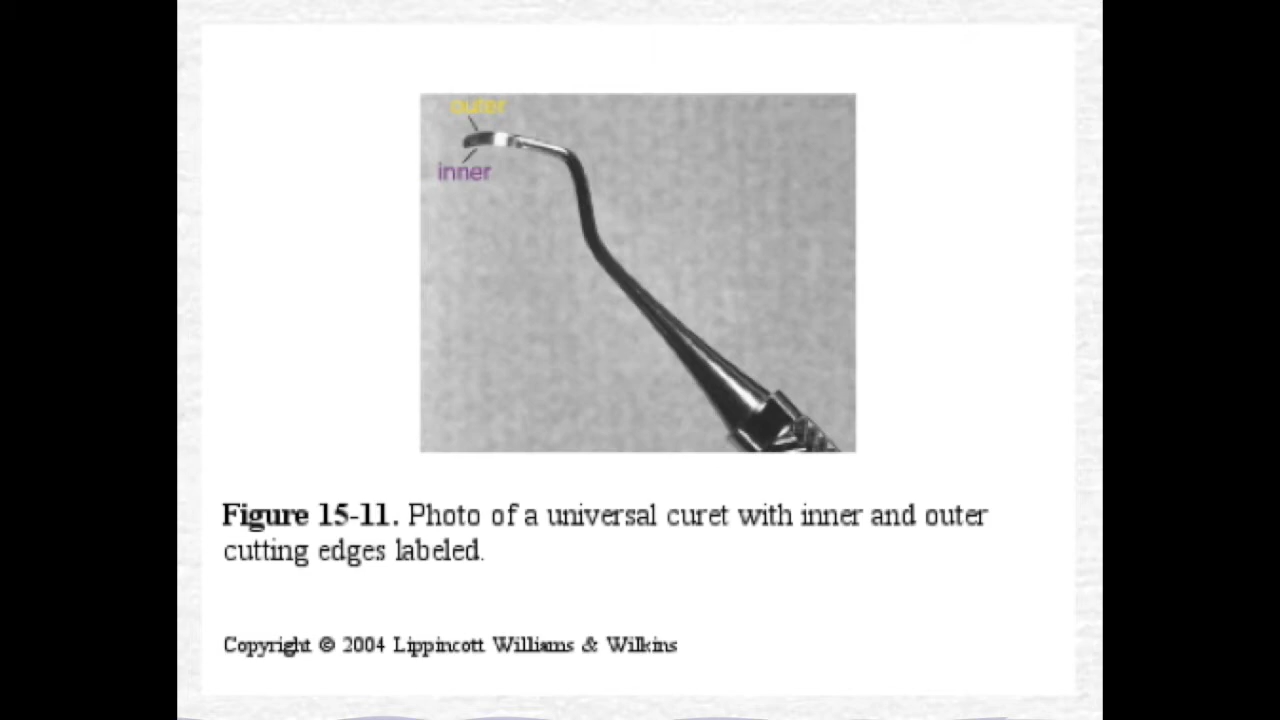 outer
inner
Figure 15-11. Photo of a universal curet with inner and outer
cutting edges labeled.
Copyright © 2004 Lippincott Williams & Wilkins